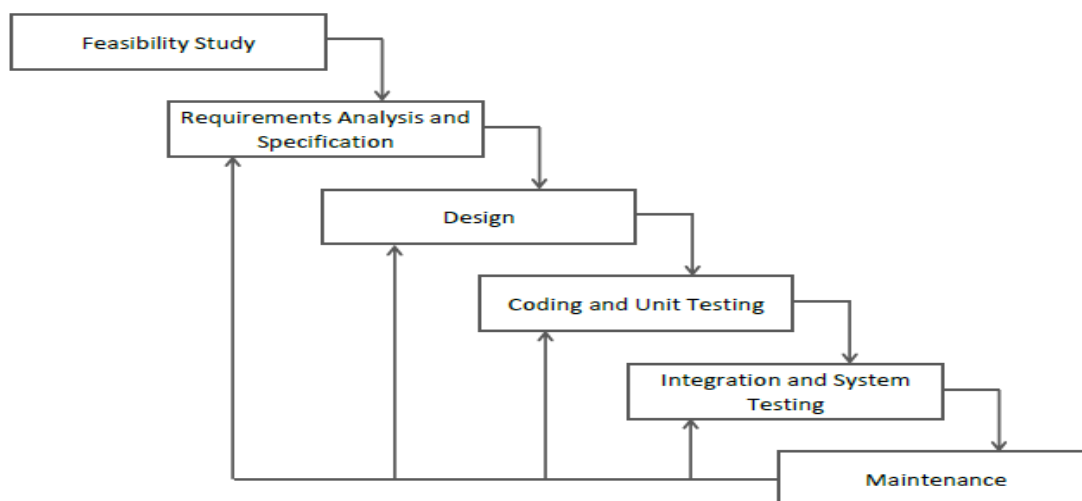 Feasibility Study
Requirements Analysis and
Specification
Design
Coding and Unit Testing
Integration and System
Testing
Maintenance